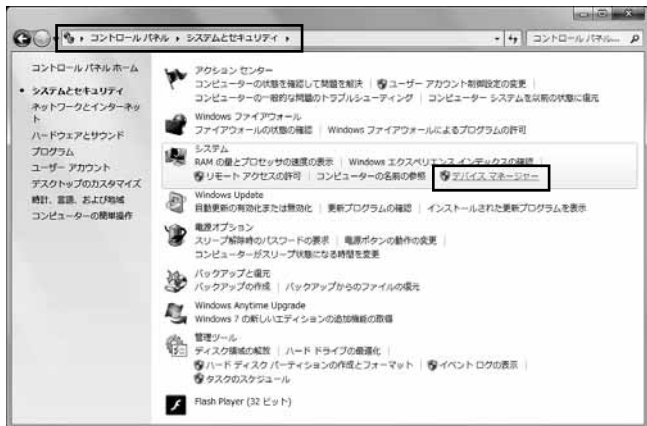 コントロール パネル ▸ システムとセキュリティ ▸
コントロール パネル...
コントロール パネル ホーム
システムとセキュリティ
ネットワークとインターネッ
ト
ハードウェアとサウンド
プログラム
ユーザー アカウント
デスクトップのカスタマイズ
時計、言語、および地域
コンピューターの簡単操作
アクション センター
コンピューターの状態を確認して問題を解決 | ユーザー アカウント制御設定の変更 |
コンピューターの一般的な問題のトラブルシューティング | コンピューター システムを以前の状態に復元
Windows ファイアウォール
ファイアウォールの状態の確認 | Windows ファイアウォールによるプログラムの許可
システム
RAM の量とプロセッサの速度の表示 | Windows エクスペリエンス インデックスの確認 |
リモート アクセスの許可 | コンピューターの名前の参照 | デバイス マネージャー
Windows Update
自動更新の有効化または無効化 | 更新プログラムの確認 | インストールされた更新プログラムを表示
電源オプション
スリープ解除時のパスワードの要求 | 電源ボタンの動作の変更 |
コンピューターがスリープ状態になる時間を変更
バックアップと復元
バックアップの作成 | バックアップからのファイルの復元
Windows Anytime Upgrade
Windows 7 の新しいエディションの追加機能の取得
管理ツール
ディスク領域の解放 | ハード ドライブの最適化 |
ハード ディスク パーティションの作成とフォーマット | イベント ログの表示 |
タスクのスケジュール
Flash Player (32 ビット)